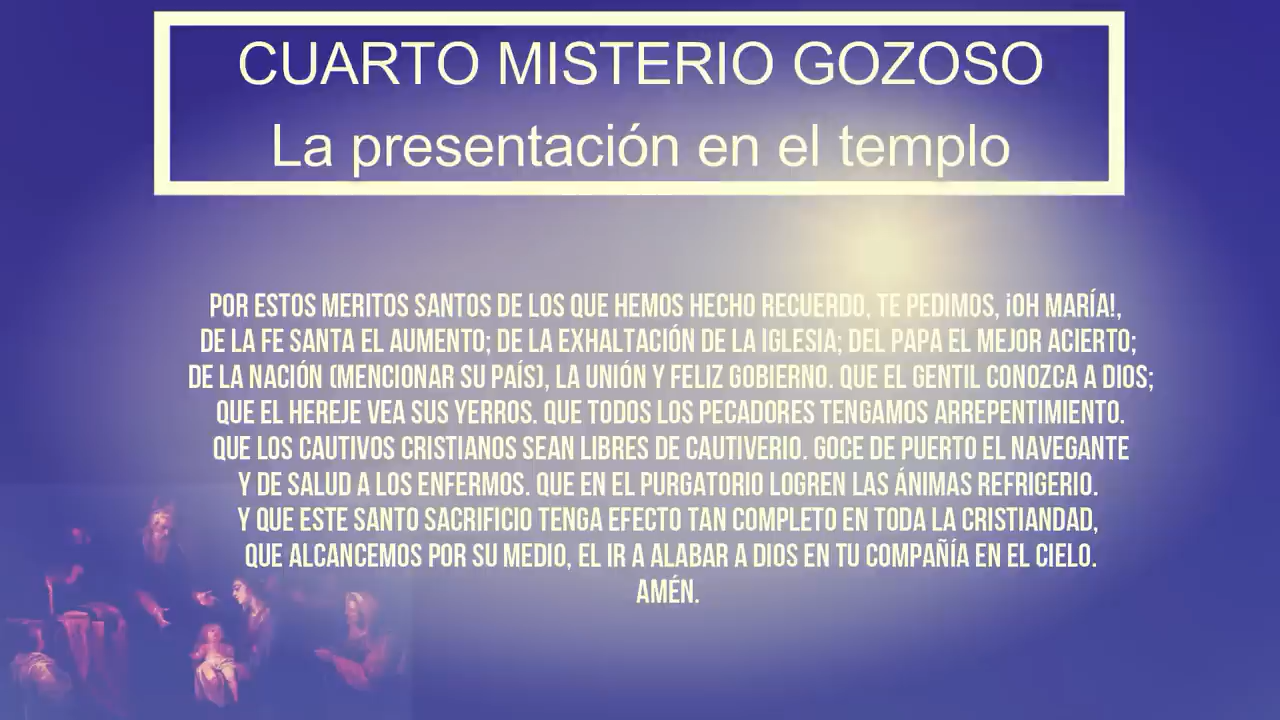 CUARTO MISTERIO GOZOSO
La presentación en el templo
POR ESTOS MERITOS SANTOS DE LOS QUE HEMOS HECHO RECUERDO, TE PEDIMOS, ¡OH MARÍA!,
DE LA FE SANTA EL AUMENTO; DE LA EXHALTACIÓN DE LA IGLESIA; DEL PAPA EL MEJOR ACIERTO;
DE LA NACIÓN (MENCIONAR SU PAÍS), LA UNIÓN Y FELIZ GOBIERNO. QUE EL GENTIL CONOZCA A DIOS;
QUE EL HEREJE VEA SUS YERROS. QUE TODOS LOS PECADORES TENGAMOS ARREPENTIMIENTO.
QUE LOS CAUTIVOS CRISTIANOS SEAN LIBRES DE CAUTIVERIO. GOCE DE PUERTO EL NAVEGANTE
Y DE SALUD A LOS ENFERMOS. QUE EN EL PURGATORIO LOGREN LAS ÁNIMAS REFRIGERIO.
Y QUE ESTE SANTO SACRIFICIO TENGA EFECTO TAN COMPLETO EN TODA LA CRISTIANDAD,
QUE ALCANCEMOS POR SU MEDIO, EL IR A ALABAR A DIOS EN TU COMPAÑÍA EN EL CIELO.
AMÉN.